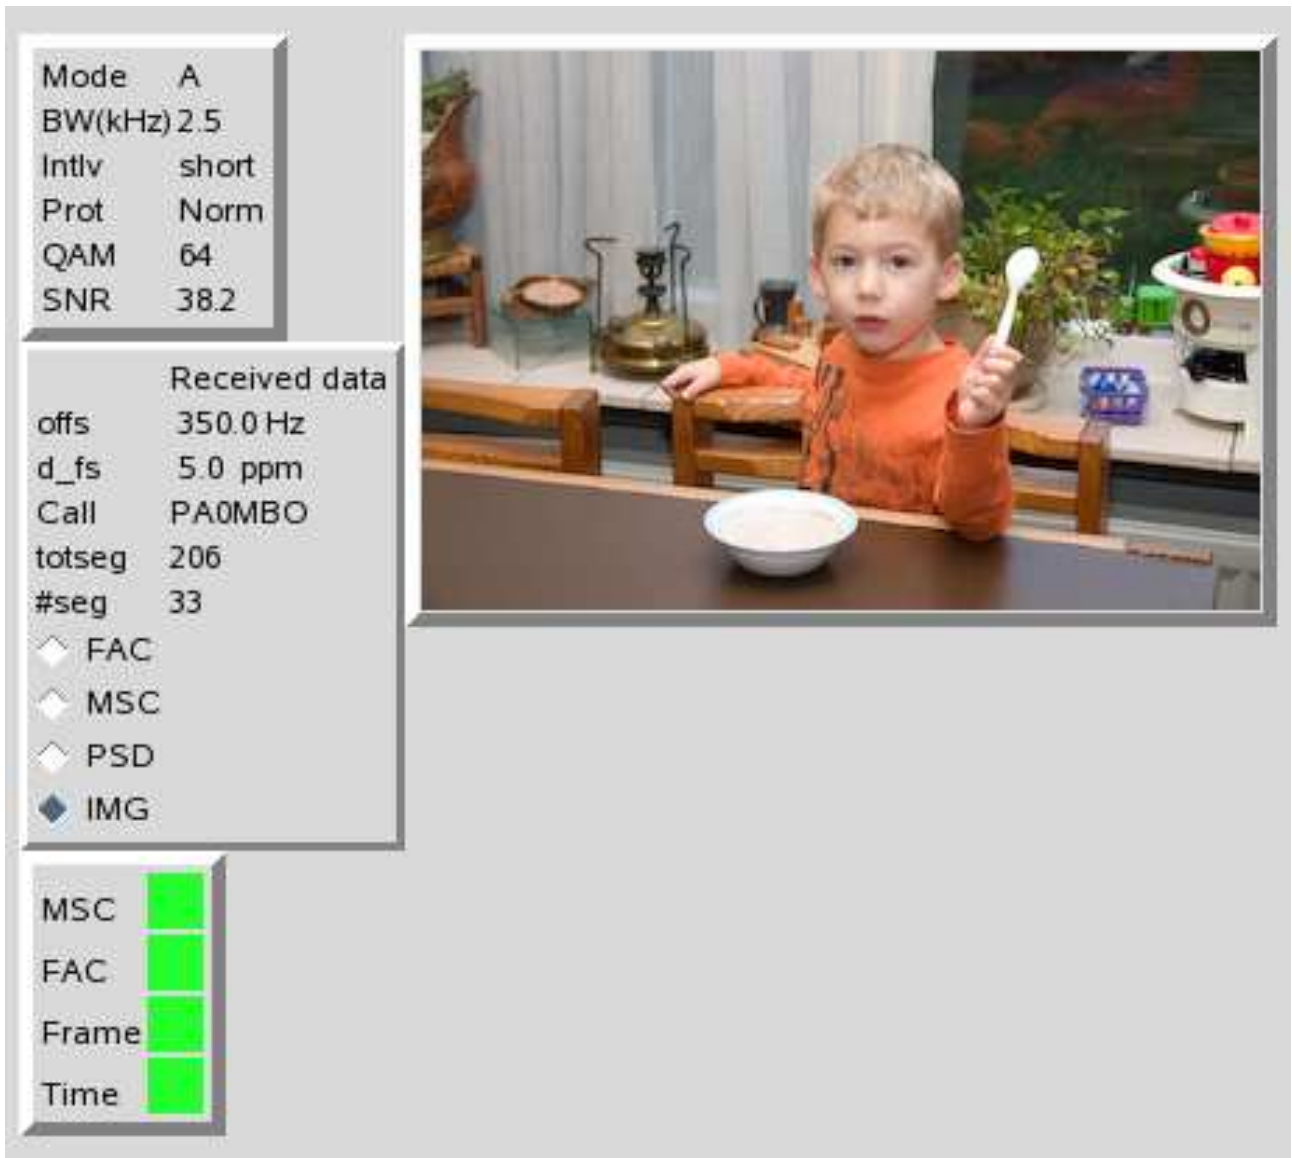 Mode A
BW(kHz) 2.5
Intlv short
Prot Norm
QAM 64
SNR 38.2
Received data
offs 350.0 Hz
d_fs 5.0 ppm
Call PA0MBO
totseg 206
#seg 33
FAC
MSC
PSD
IMG
MSC
FAC
Frame
Time